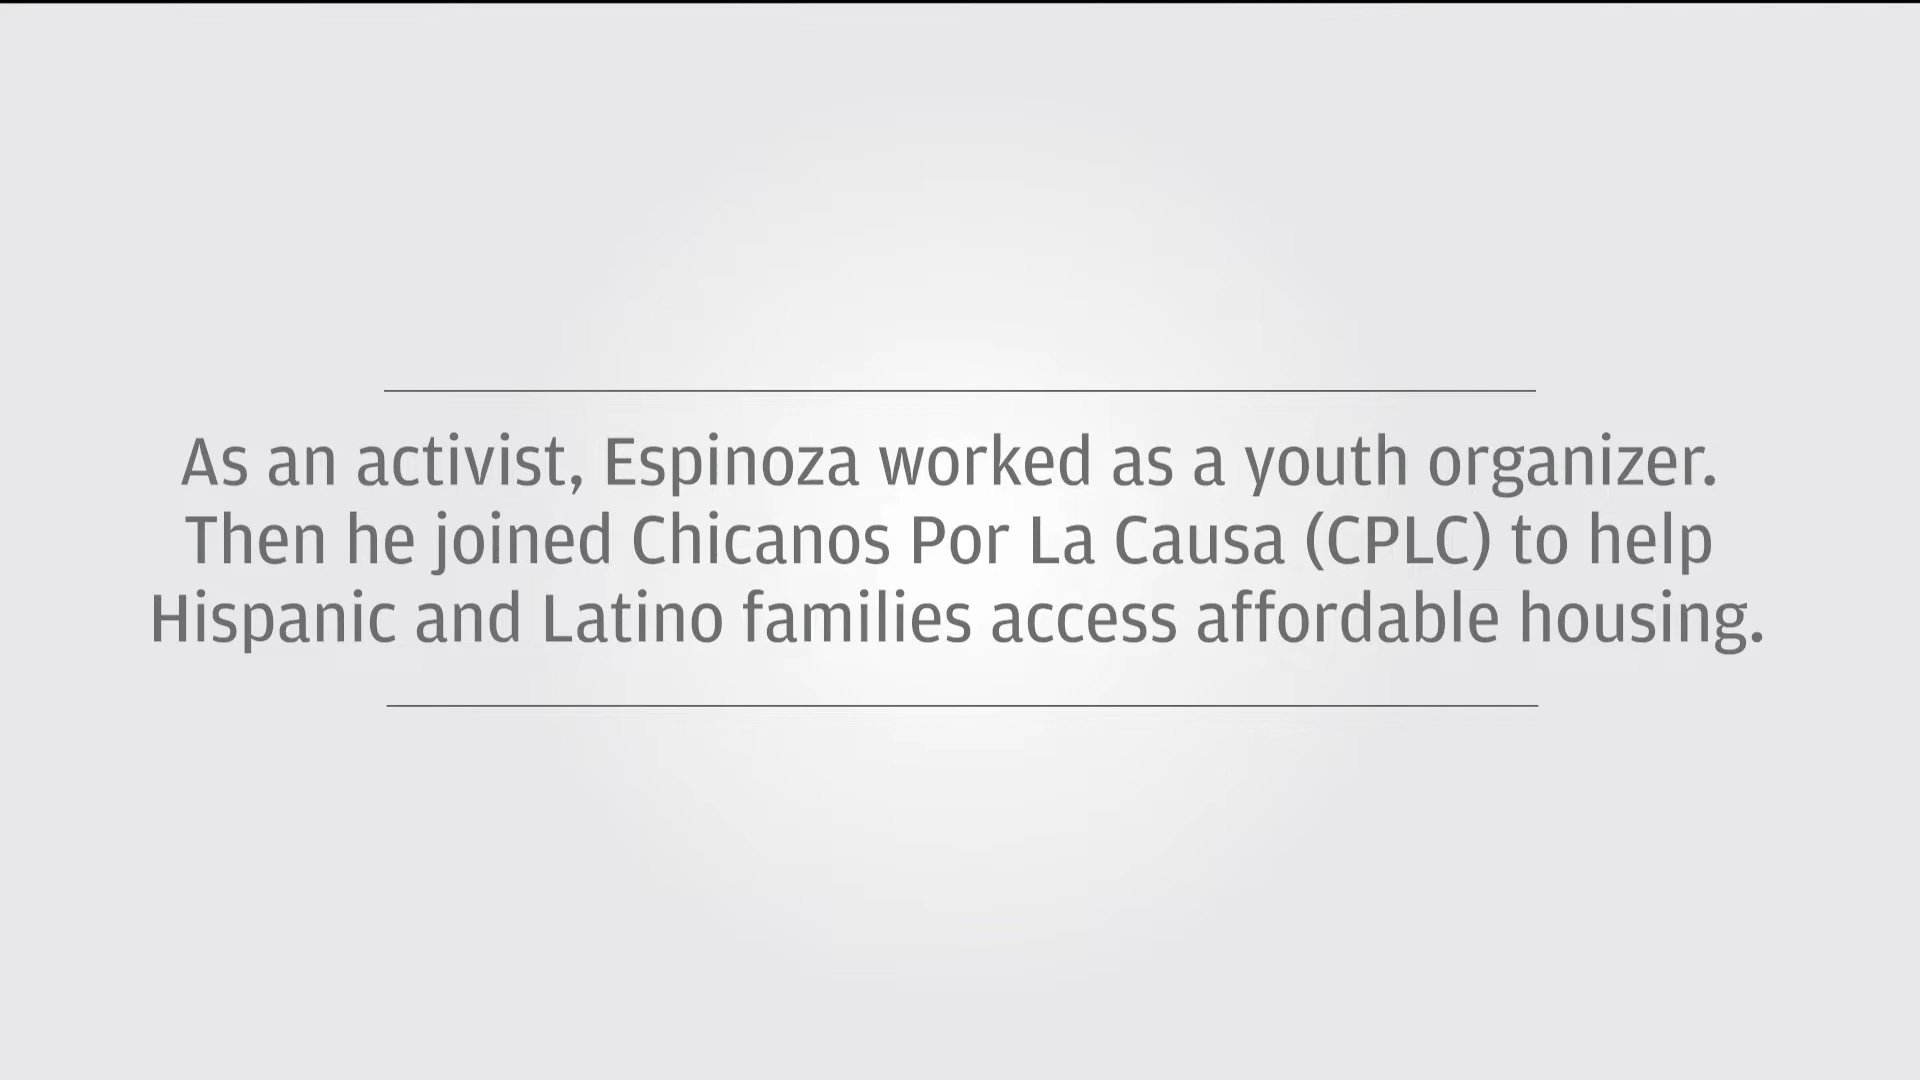 As an activist, Espinoza worked as a youth organizer.
Then he joined Chicanos Por La Causa (CPLC) to help
Hispanic and Latino families access affordable housing.